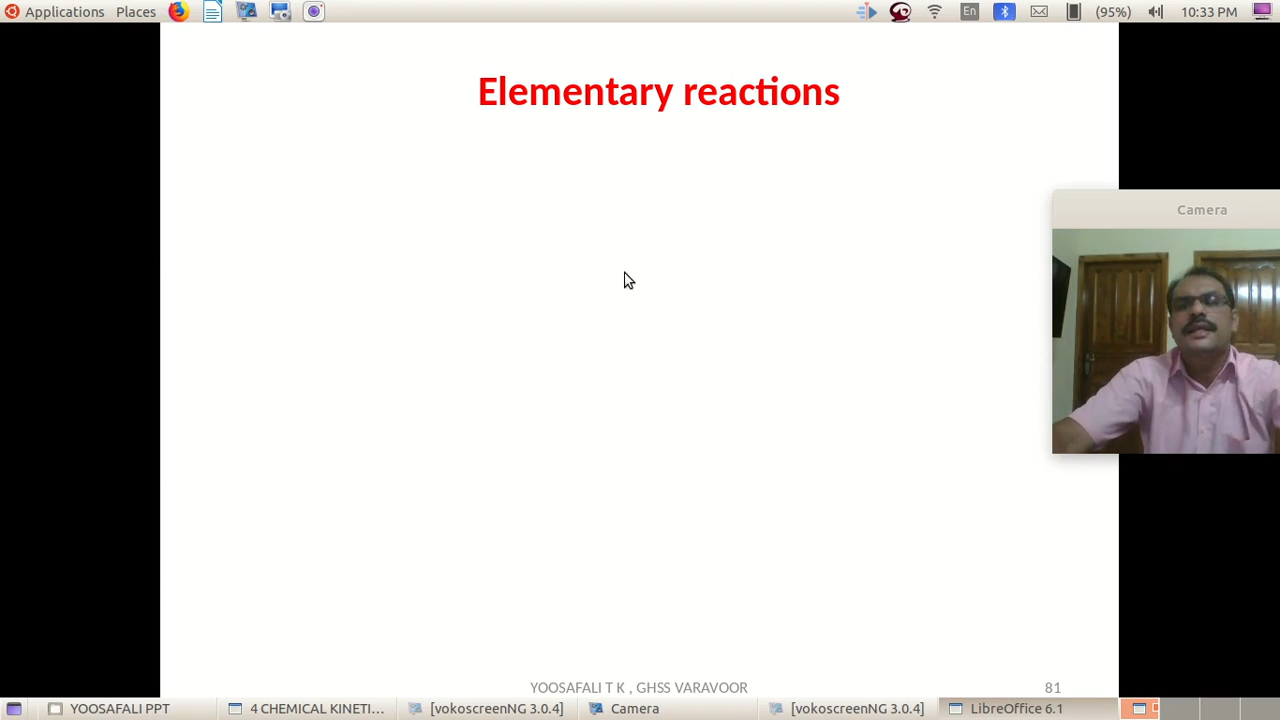 Applications Places En (95%) 10:33 PM
Elementary reactions
Camera
YOOSAFALI T K , GHSS VARAVOOR 81
YOOSAFALI PPT 4 CHEMICAL KINETI... [vokoscreenNG 3.0.4] Camera [vokoscreenNG 3.0.4] LibreOffice 6.1